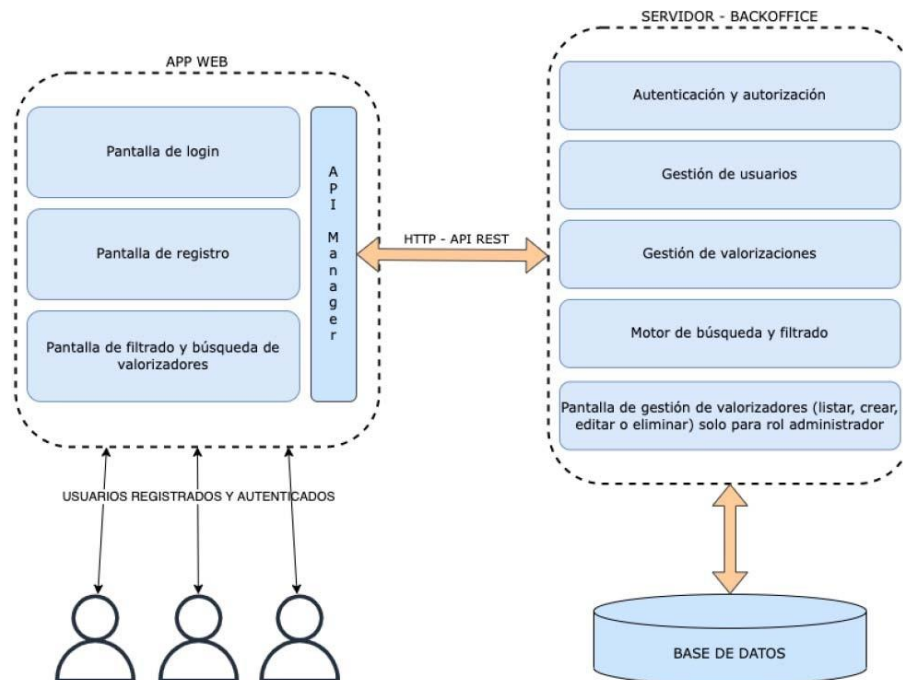 APP WEB
Pantalla de login
Pantalla de registro
Pantalla de filtrado y búsqueda de
valorizadores
API Manager
USUARIOS REGISTRADOS Y AUTENTICADOS
HTTP - API REST
SERVIDOR - BACKOFFICE
Autenticación y autorización
Gestión de usuarios
Gestión de valorizaciones
Motor de búsqueda y filtrado
Pantalla de gestión de valorizadores (listar, crear,
editar o eliminar) solo para rol administrador
BASE DE DATOS